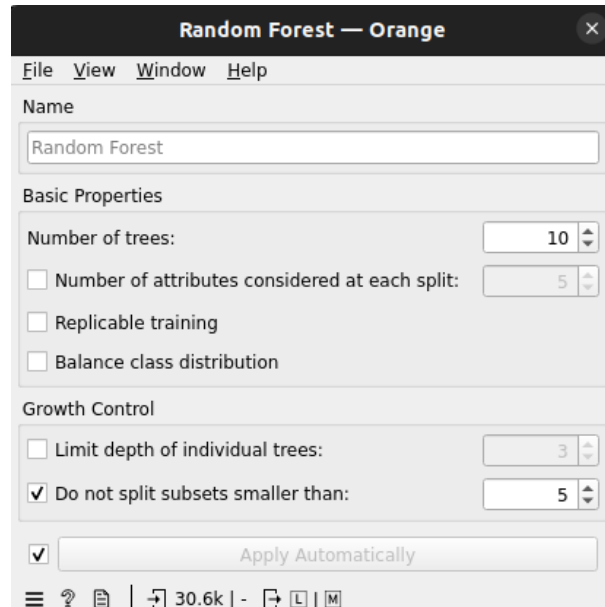 Random Forest — Orange
File View Window Help
Name
Random Forest
Basic Properties
Number of trees: 10
Number of attributes considered at each split: 5
Replicable training
Balance class distribution
Growth Control
Limit depth of individual trees: 3
Do not split subsets smaller than: 5
Apply Automatically
30.6k | - L | M